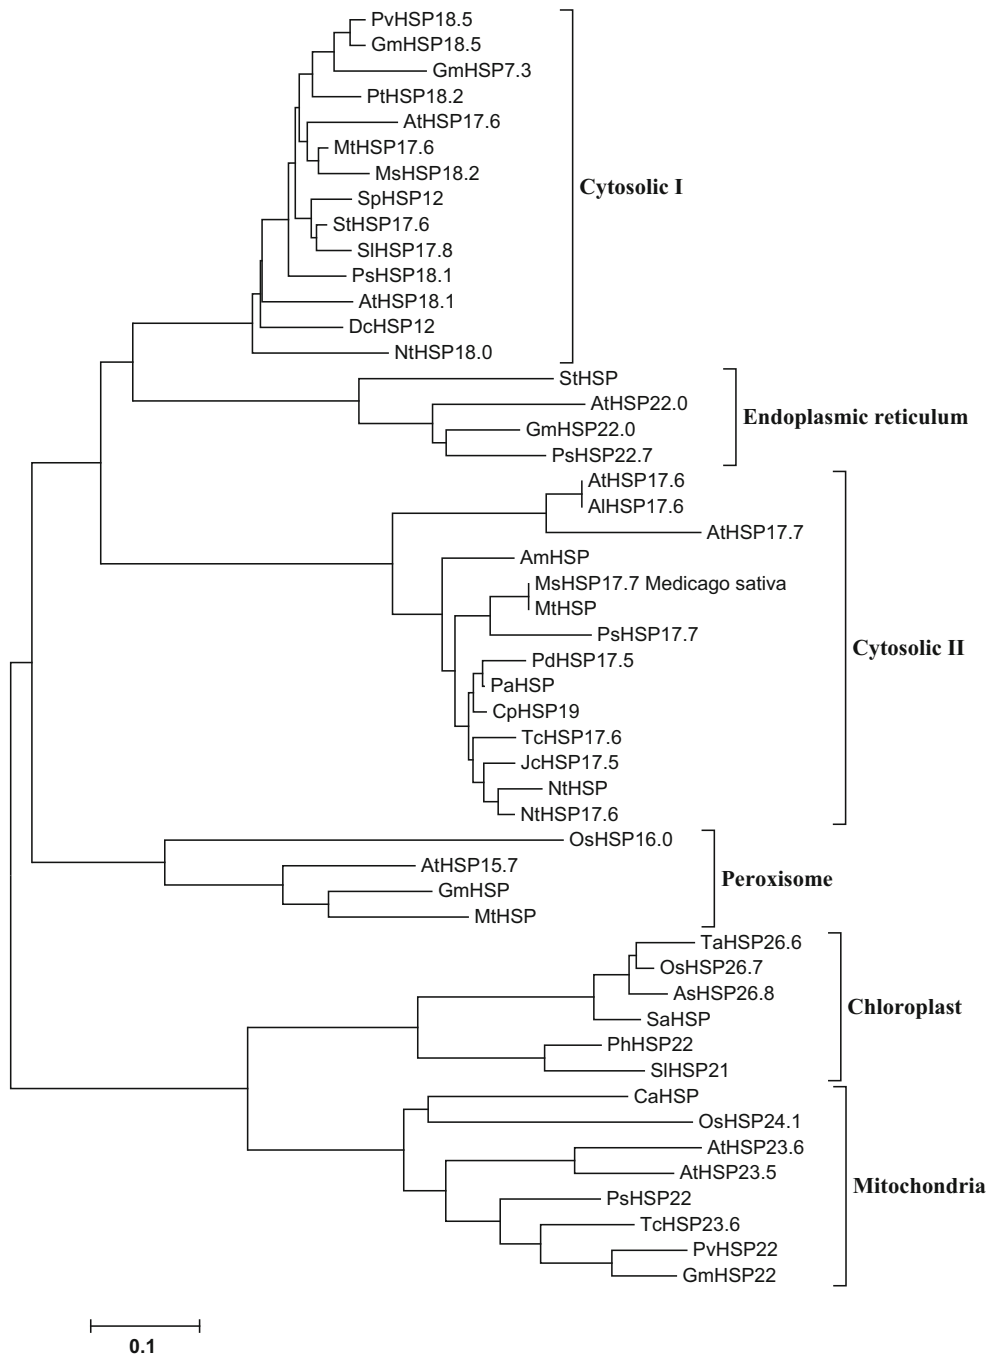 PvHSP18.5
GmHSP18.5
GmHSP7.3
PtHSP18.2
AtHSP17.6
MtHSP17.6
MsHSP18.2
SpHSP12
StHSP17.6
SlHSP17.8
PsHSP18.1
AtHSP18.1
DcHSP12
NtHSP18.0
Cytosolic I
StHSP
AtHSP22.0
GmHSP22.0
PsHSP22.7
Endoplasmic reticulum
AtHSP17.6
AlHSP17.6
AtHSP17.7
AmHSP
MsHSP17.7 Medicago sativa
MtHSP
PsHSP17.7
PdHSP17.5
PaHSP
CpHSP19
TcHSP17.6
JcHSP17.5
NtHSP
NtHSP17.6
Cytosolic II
OsHSP16.0
AtHSP15.7
GmHSP
MtHSP
Peroxisome
TaHSP26.6
OsHSP26.7
AsHSP26.8
SaHSP
PhHSP22
SlHSP21
Chloroplast
CaHSP
OsHSP24.1
AtHSP23.6
AtHSP23.5
PsHSP22
TcHSP23.6
PvHSP22
GmHSP22
Mitochondria
0.1